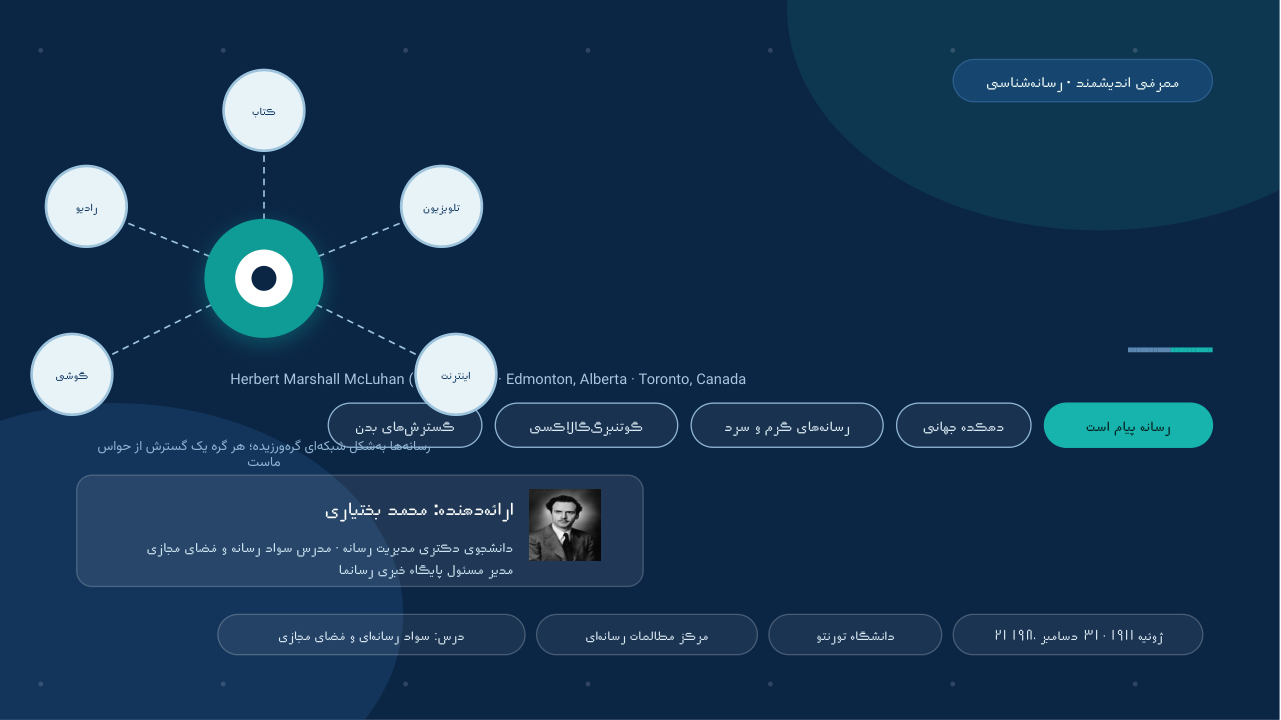 معرفی اندیشمند · رسانه‌شناسی
کتاب
تلویزیون
رادیو
اینترنت
گوشی
Herbert Marshall McLuhan ( · Edmonton, Alberta · Toronto, Canada
رسانه پیام است
دهکده جهانی
رسانه‌های گرم و سرد
گوتنبرگ‌گالاکسی
گسترش‌های بدن
رسانه‌ها به‌شکل شبکه‌ای گره‌ورزیده؛ هر گره یک گسترش از حواس
ماست
ارائه‌دهنده: محمد بختیاری
دانشجوی دکتری مدیریت رسانه · مدرس سواد رسانه و فضای مجازی
مدیر مسئول پایگاه خبری رسانما
۲۱ ژوئیه ۱۹۱۱ · ۳۱ دسامبر ۱۹۸۰
دانشگاه تورنتو
مرکز مطالعات رسانه‌ای
درس: سواد رسانه‌ای و فضای مجازی